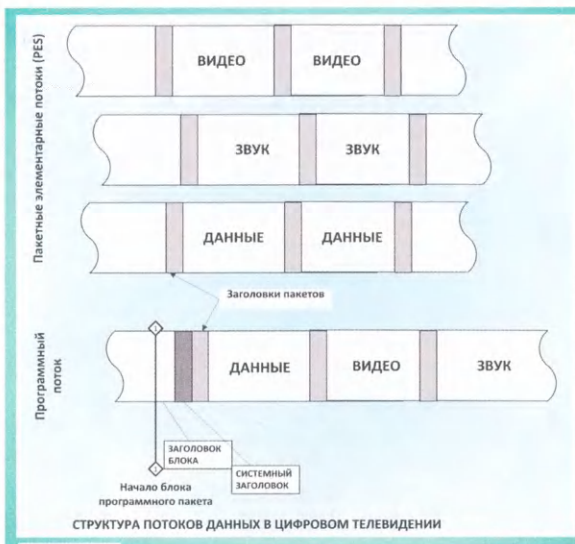 Пакетные элементарные потоки (PES)
ВИДЕО ВИДЕО
ЗВУК ЗВУК
ДАННЫЕ ДАННЫЕ
Заголовки пакетов
Программный
поток
ДАННЫЕ ВИДЕО ЗВУК
ЗАГОЛОВОК
БЛОКА
СИСТЕМНЫЙ
ЗАГОЛОВОК
Начало блока
программного пакета
СТРУКТУРА ПОТОКОВ ДАННЫХ В ЦИФРОВОМ ТЕЛЕВИДЕНИИ